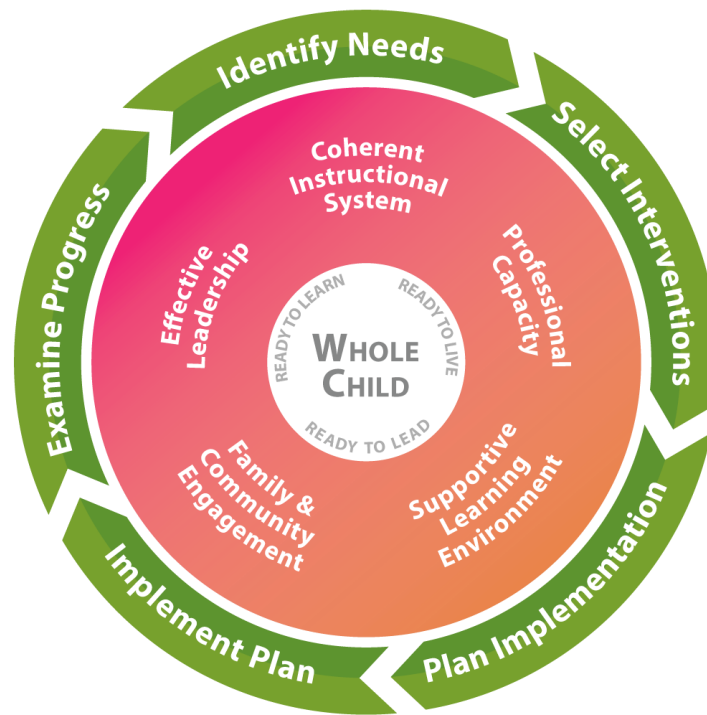 Identify Needs
Select Interventions
Plan Implementation
Implement Plan
Examine Progress
Coherent
Instructional
System
Professional
Capacity
Supportive
Learning
Environment
Family &
Community
Engagement
Effective
Leadership
READY TO LEARN
READY TO LIVE
READY TO LEAD
WHOLE
CHILD